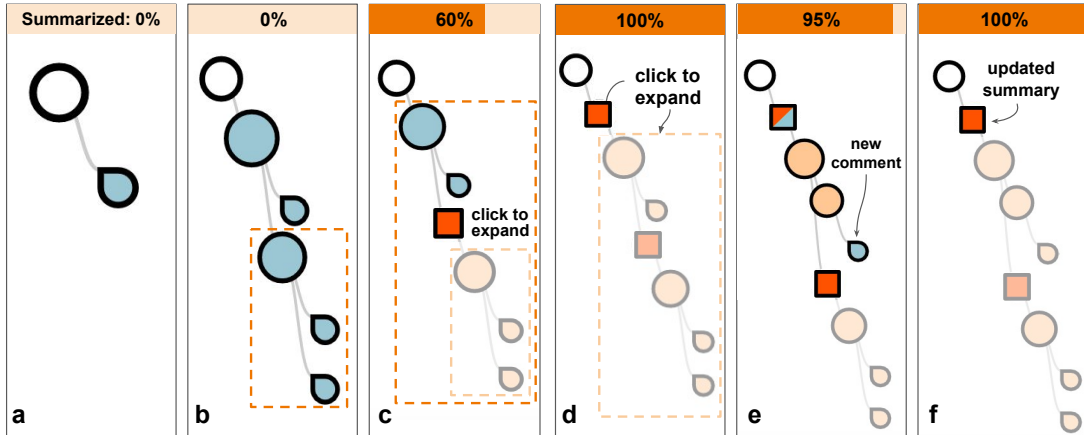 Summarized: 0%
0%
60%
100%
95%
100%
click to
expand
click to
expand
new
comment
updated
summary
a
b
c
d
e
f